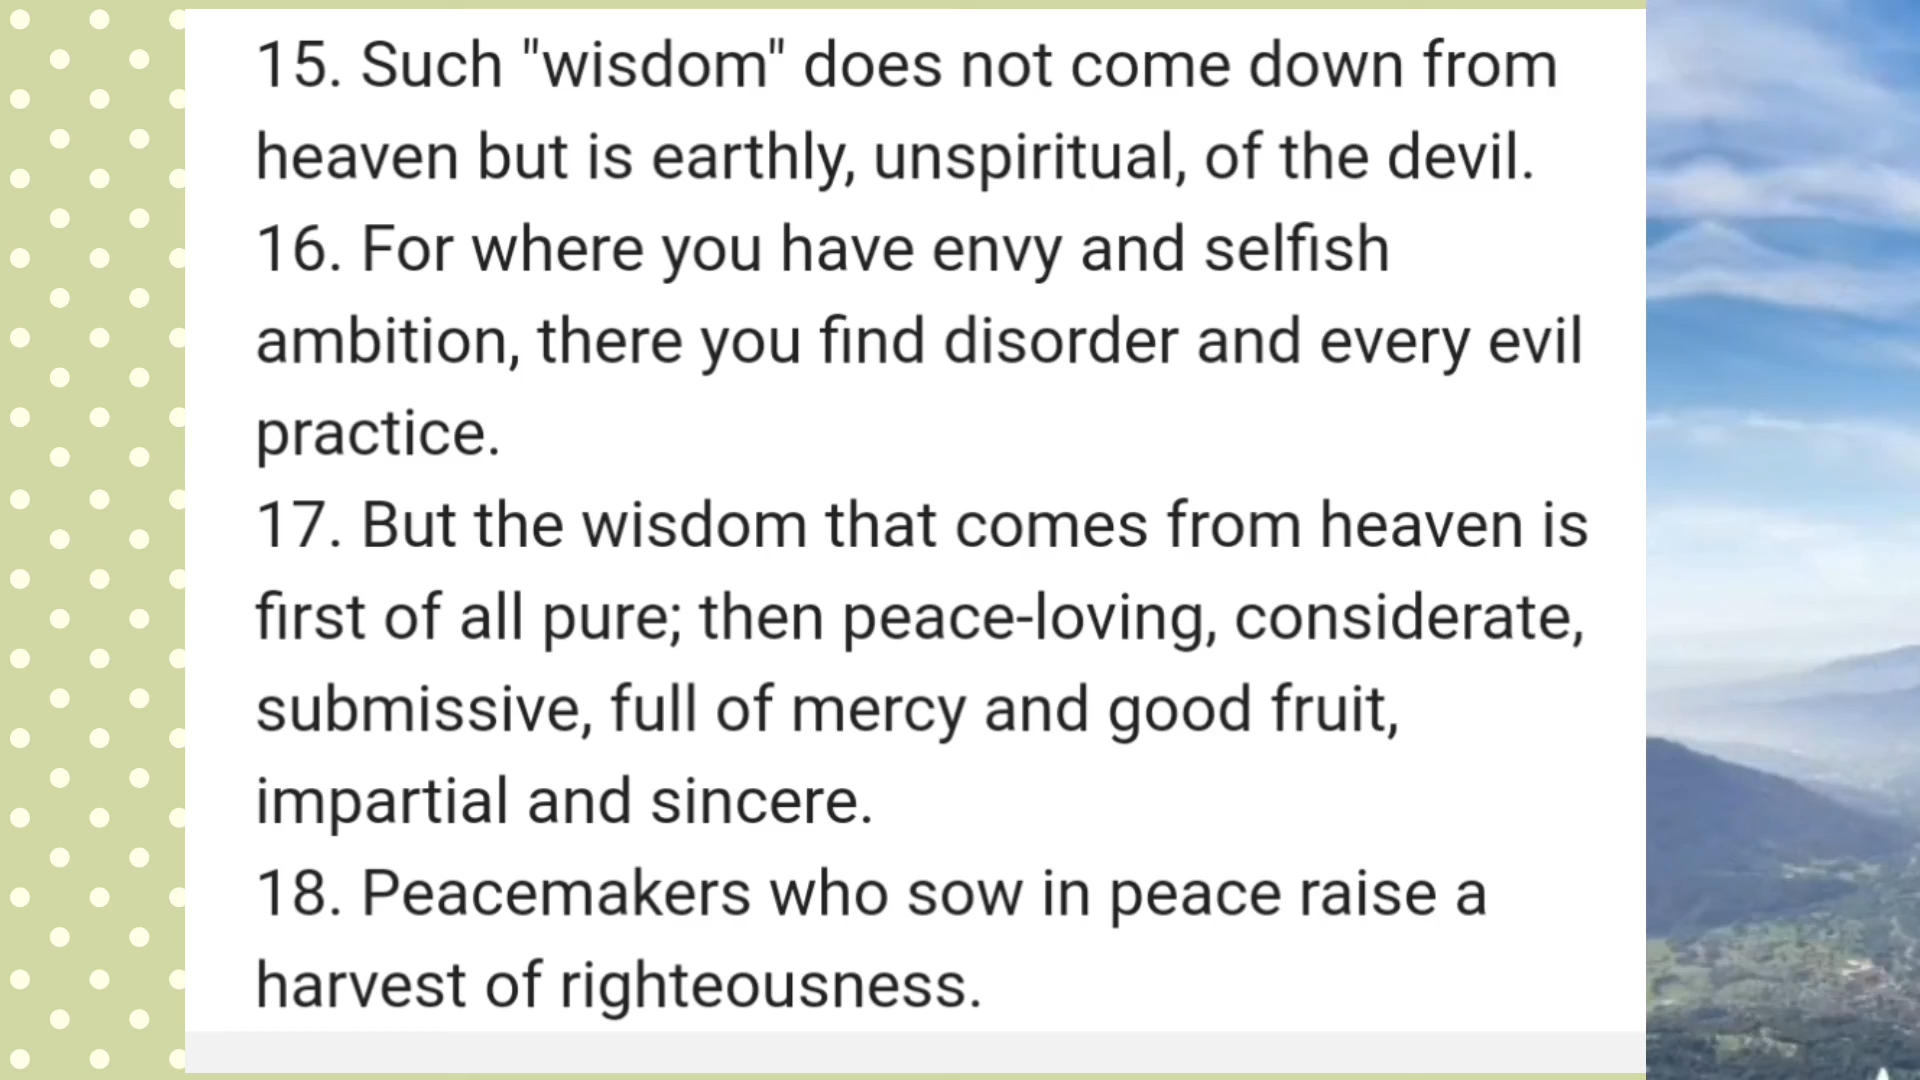 15. Such "wisdom" does not come down from
heaven but is earthly, unspiritual, of the devil.
16. For where you have envy and selfish
ambition, there you find disorder and every evil
practice.
17. But the wisdom that comes from heaven is
first of all pure; then peace-loving, considerate,
submissive, full of mercy and good fruit,
impartial and sincere.
18. Peacemakers who sow in peace raise a
harvest of righteousness.